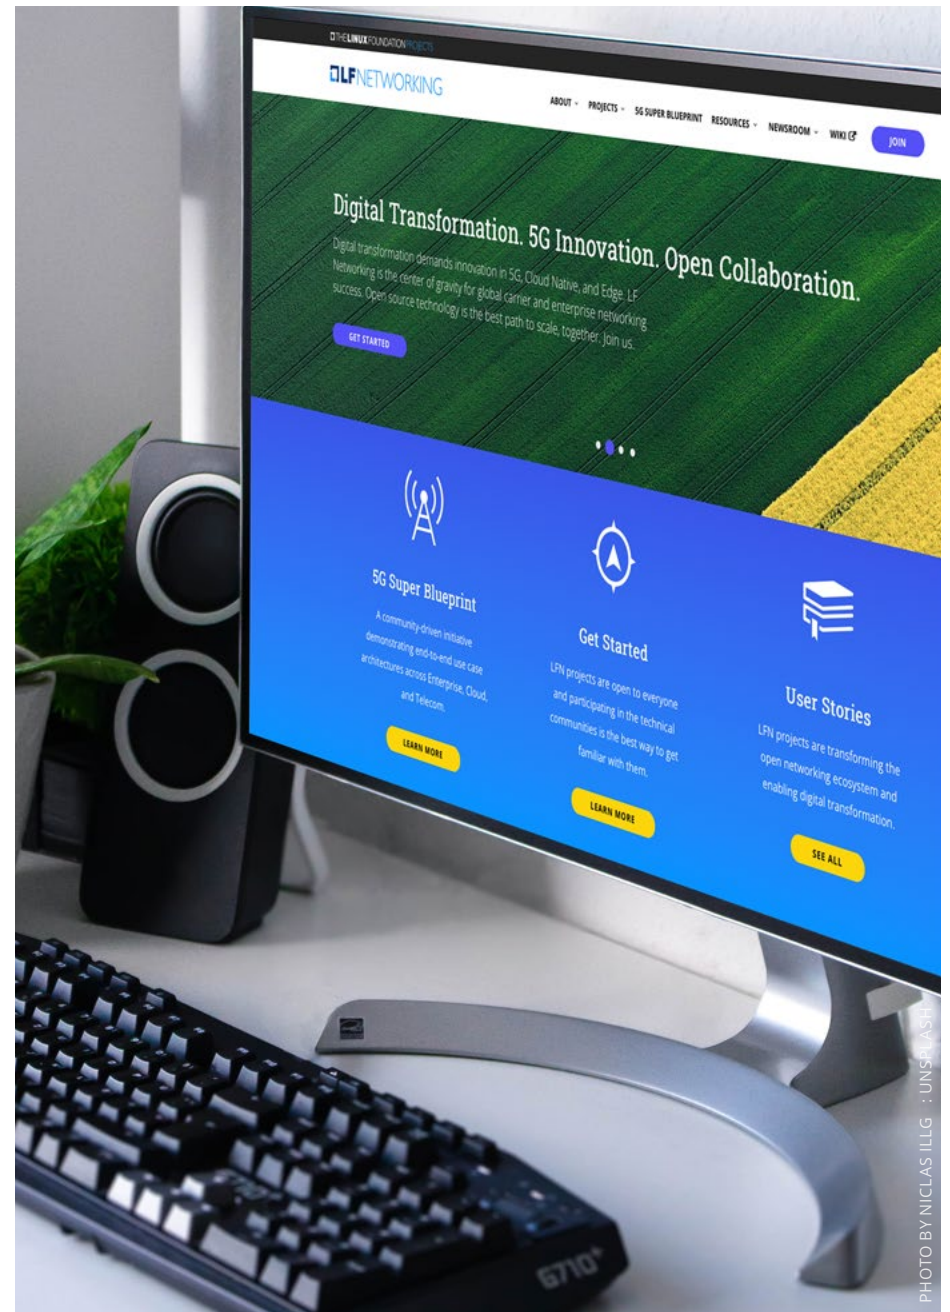 THE LINUX FOUNDATION PROJECTS
LFNETWORKING
ABOUT PROJECTS 5G SUPER BLUEPRINT RESOURCES NEWSROOM WIKI JOIN
Digital Transformation. 5G Innovation. Open Collaboration.
Digital transformation demands innovation in 5G, Cloud Native, and Edge. LF
Networking is the center of gravity for global carrier and enterprise networking
success. Open source technology is the best path to scale, together. Join us.
GET STARTED
5G Super Blueprint
A community-driven initiative
demonstrating end-to-end use case
architectures across Enterprise, Cloud,
and Telecom.
LEARN MORE
Get Started
LFN projects are open to everyone
and participating in the technical
communities is the best way to get
familiar with them.
LEARN MORE
User Stories
LFN projects are transforming the
open networking ecosystem and
enabling digital transformation.
SEE ALL
G710+
PHOTO BY NICLAS ILLG : UNSPLASH